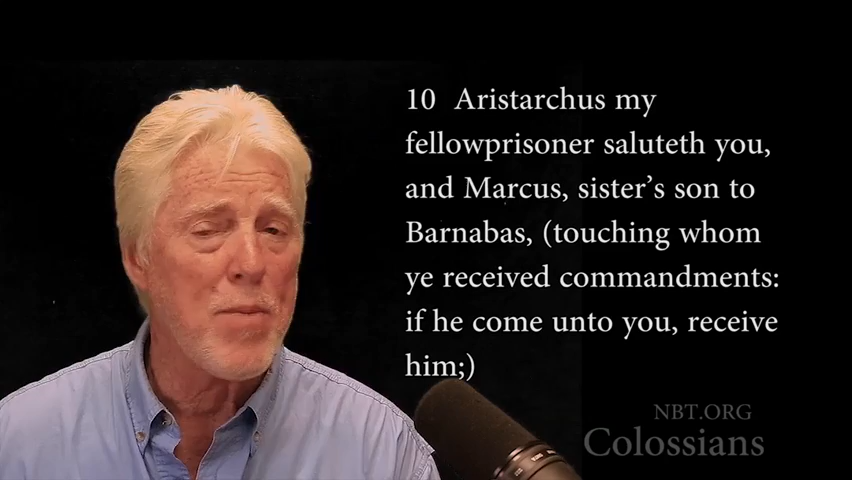 10 Aristarchus my
fellowprisoner saluteth you,
and Marcus, sister's son to
Barnabas, (touching whom
ye received commandments:
if he come unto you, receive
him;)
NBT.ORG
Colossians